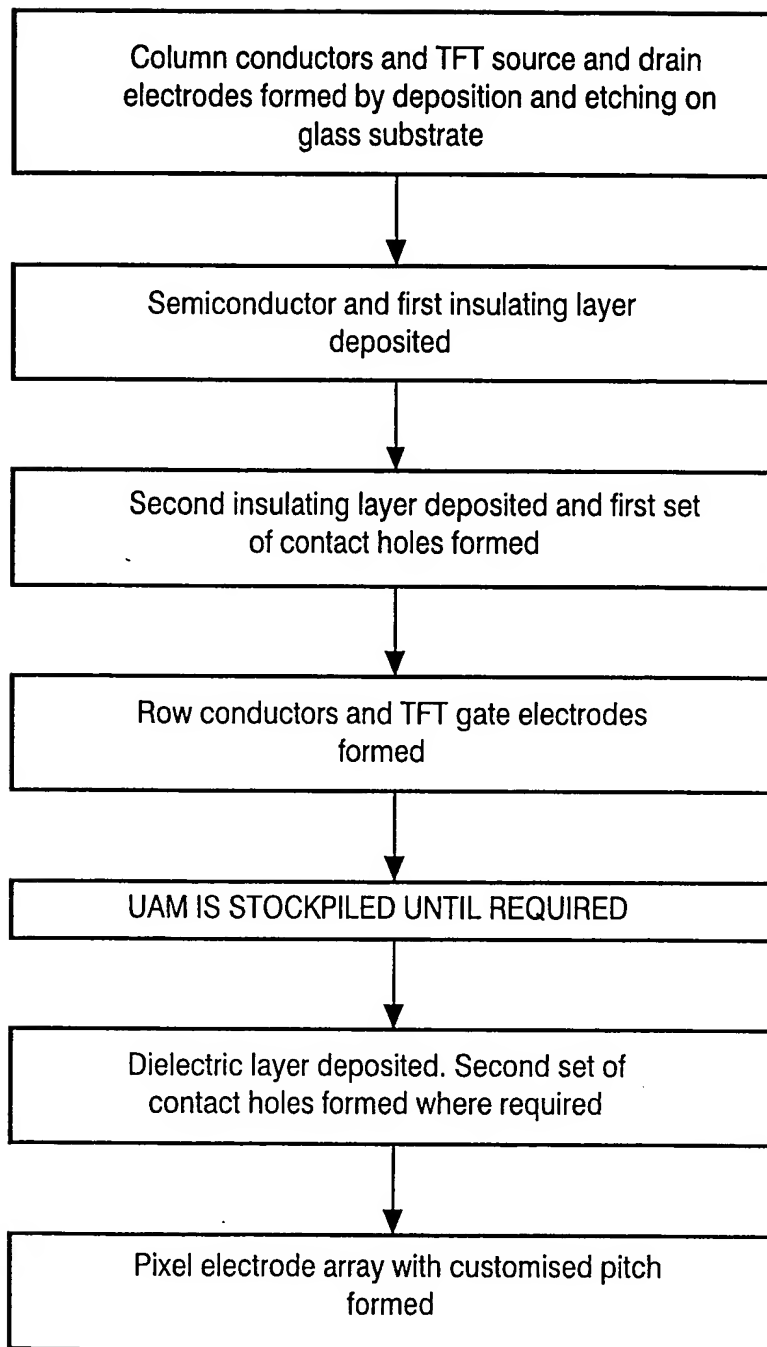 Column conductors and TFT source and drain
electrodes formed by deposition and etching on
glass substrate
Semiconductor and first insulating layer
deposited
Second insulating layer deposited and first set
of contact holes formed
Row conductors and TFT gate electrodes
formed
UAM IS STOCKPILED UNTIL REQUIRED
Dielectric layer deposited. Second set of
contact holes formed where required
Pixel electrode array with customised pitch
formed